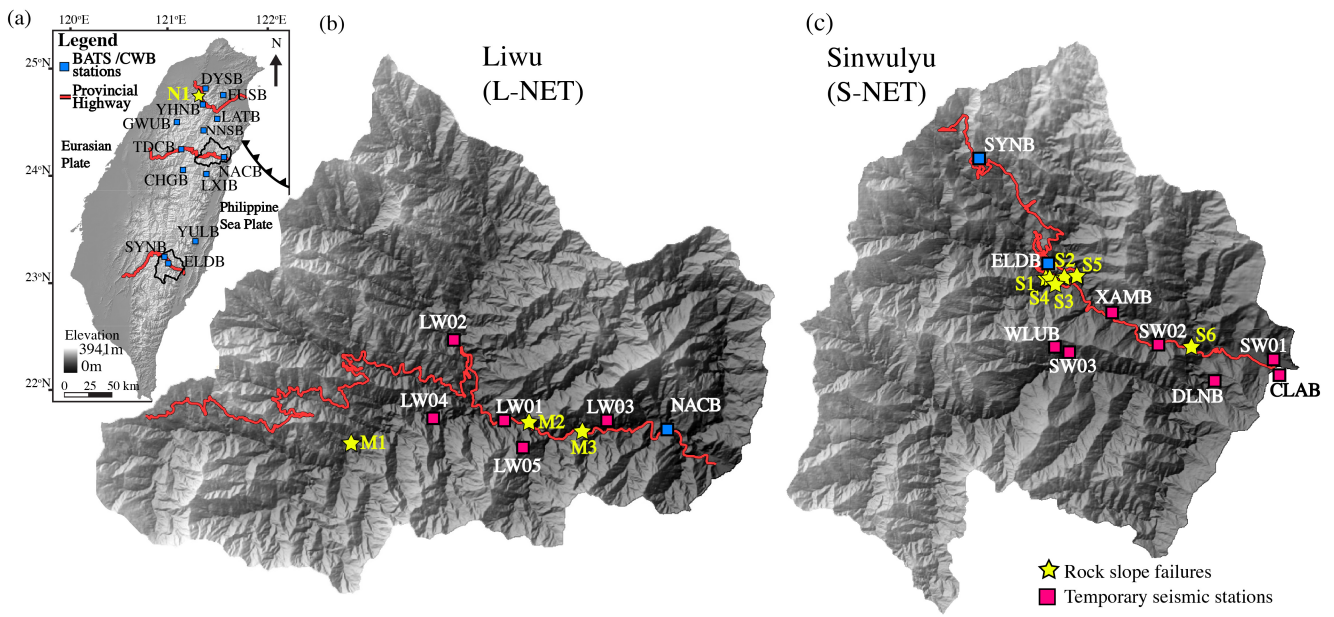 (a)
120°E
121°E
122°E
Legend
BATS /CWB
stations
Provincial
Highway
N
25°N
24°N
23°N
22°N
DYSB
N1
FUSB
YHNB
LATB
GWUB
NNSB
Eurasian
Plate
TDCB
NACB
CHGB
LXIB
Philippine
Sea Plate
YULB
SYNB
ELDB
Elevation
3941m
0m
0 25 50 km
(b)
Liwu
(L-NET)
LW02
LW04
LW01
M2
LW03
NACB
M1
M3
LW05
(c)
Sinwulyu
(S-NET)
SYNB
ELDB
S2
S5
S1
S4
S3
XAMB
WLUB
SW02
S6
SW01
SW03
DLNB
CLAB
Rock slope failures
Temporary seismic stations